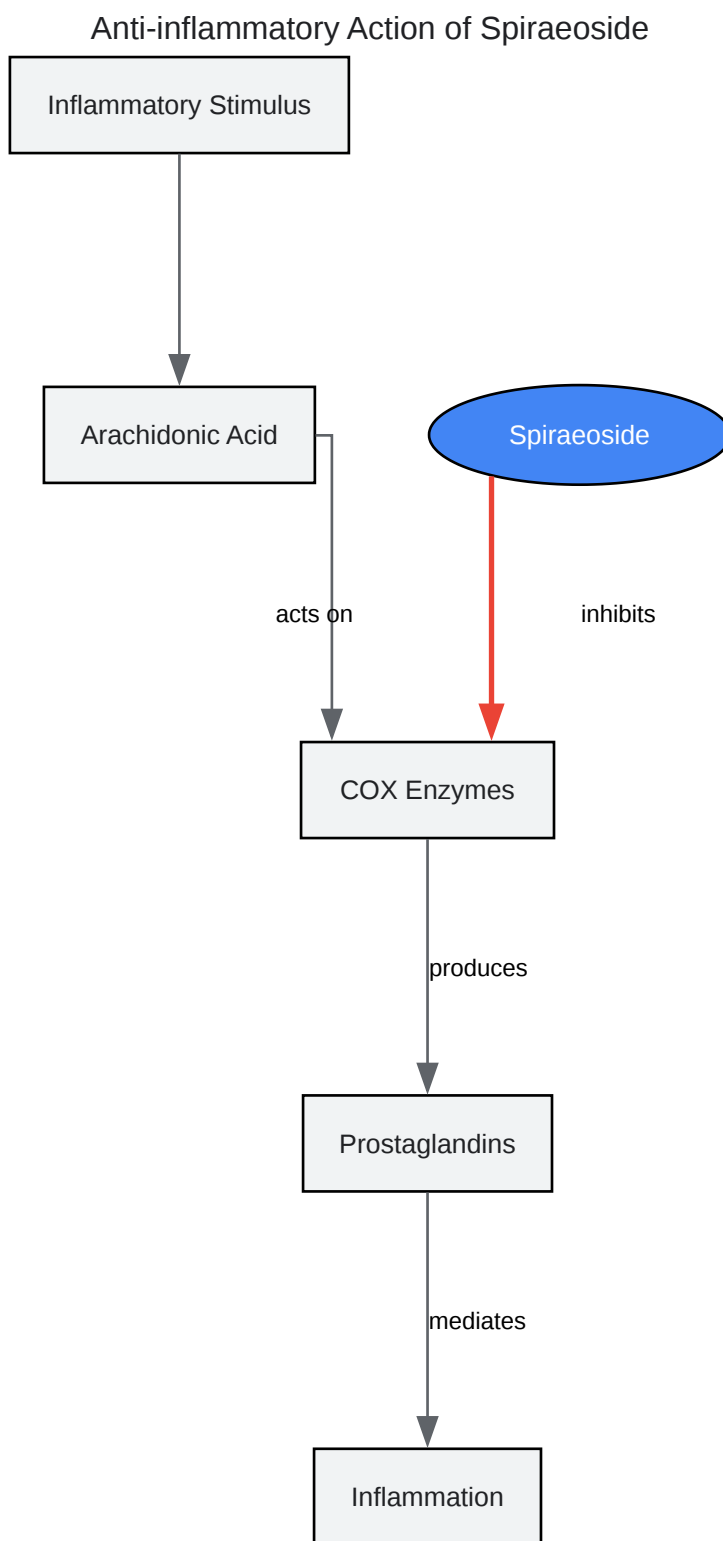 Anti-inflammatory Action of Spiraeoside
Inflammatory Stimulus
Arachidonic Acid
Spiraeoside
acts on
inhibits
COX Enzymes
produces
Prostaglandins
mediates
Inflammation